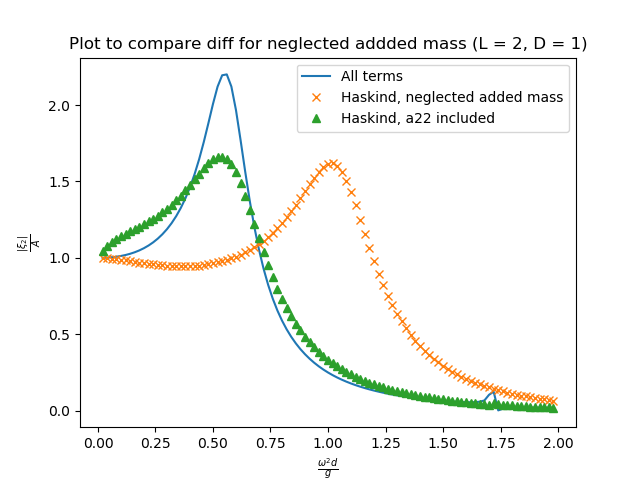 Plot to compare diff for neglected addded mass (L = 2, D = 1)
All terms
Haskind, neglected added mass
Haskind, a22 included
|ξ₂|
A
2.0
1.5
1.0
0.5
0.0
0.00 0.25 0.50 0.75 1.00 1.25 1.50 1.75 2.00
ω²d
g